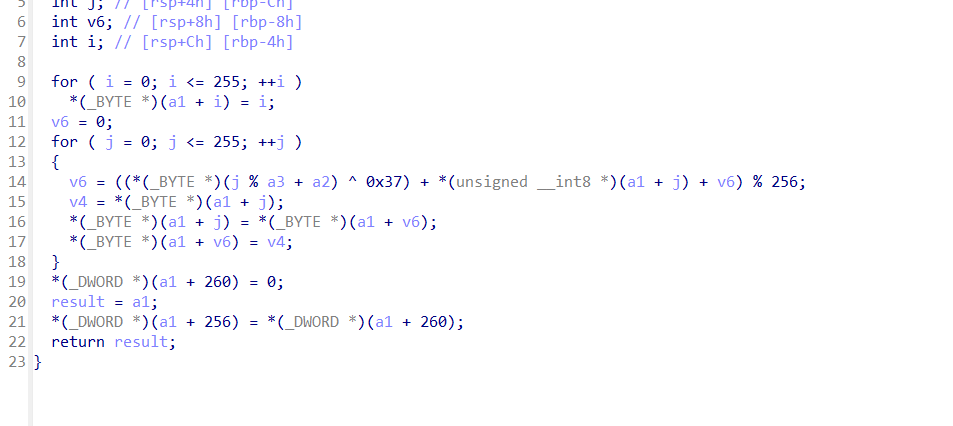 5 int j; // [rsp+4h] [rbp-Ch]
6 int v6; // [rsp+8h] [rbp-8h]
7 int i; // [rsp+Ch] [rbp-4h]
8
9 for ( i = 0; i <= 255; ++i )
10 *(_BYTE *)(a1 + i) = i;
11 v6 = 0;
12 for ( j = 0; j <= 255; ++j )
13 {
14 v6 = ((*(_BYTE *)(j % a3 + a2) ^ 0x37) + *(unsigned __int8 *)(a1 + j) + v6) % 256;
15 v4 = *(_BYTE *)(a1 + j);
16 *(_BYTE *)(a1 + j) = *(_BYTE *)(a1 + v6);
17 *(_BYTE *)(a1 + v6) = v4;
18 }
19 *(_DWORD *)(a1 + 260) = 0;
20 result = a1;
21 *(_DWORD *)(a1 + 256) = *(_DWORD *)(a1 + 260);
22 return result;
23 }